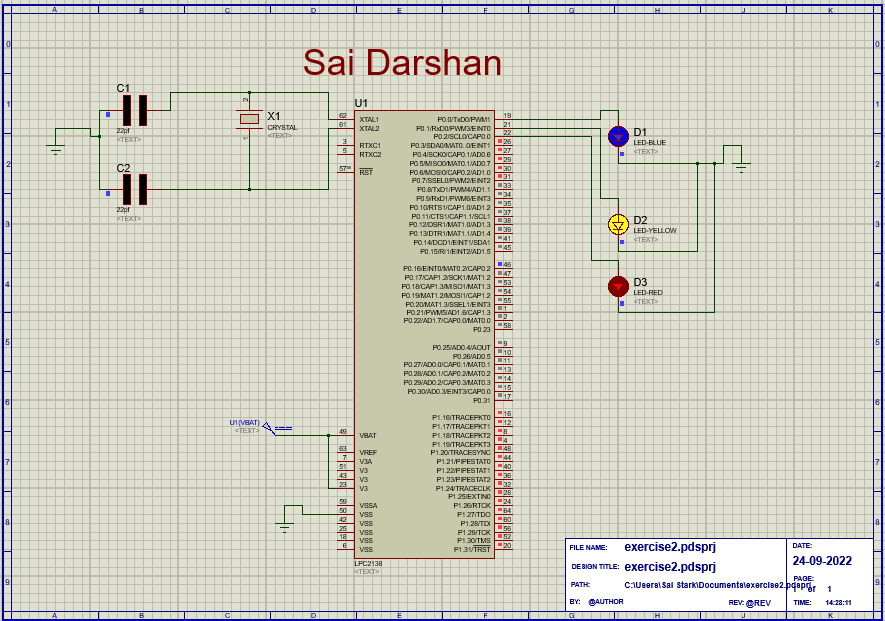 A B C D E F G H J K
Sai Darshan
C1
22pf
<TEXT>
C2
22pf
<TEXT>
X1
CRYSTAL
<TEXT>
2
1
U1
62 XTAL1
61 XTAL2
3 RTXC1
5 RTXC2
57 RST
49 VBAT
63 VREF
7 V3A
51 V3
43 V3
23 V3
59 VSSA
50 VSS
42 VSS
25 VSS
18 VSS
6 VSS
P0.0/TxD0/PWM1 19
P0.1/RxD0/PWM3/EINT0 21
P0.2/SCL0/CAP0.0 22
P0.3/SDA0/MAT0.0/EINT1 26
P0.4/SCK0/CAP0.1/AD0.6 27
P0.5/MISO0/MAT0.1/AD0.7 29
P0.6/MOSI0/CAP0.2/AD1.0 30
P0.7/SSEL0/PWM2/EINT2 31
P0.8/TxD1/PWM4/AD1.1 33
P0.9/RxD1/PWM6/EINT3 34
P0.10/RTS1/CAP1.0/AD1.2 35
P0.11/CTS1/CAP1.1/SCL1 37
P0.12/DSR1/MAT1.0/AD1.3 38
P0.13/DTR1/MAT1.1/AD1.4 39
P0.14/DCD1/EINT1/SDA1 41
P0.15/RI1/EINT2/AD1.5 45
P0.16/EINT0/MAT0.2/CAP0.2 46
P0.17/CAP1.2/SCK1/MAT1.2 47
P0.18/CAP1.3/MISO1/MAT1.3 53
P0.19/MAT1.2/MOSI1/CAP1.2 54
P0.20/MAT1.3/SSEL1/EINT3 55
P0.21/PWM5/AD1.6/CAP1.3 1
P0.22/AD1.7/CAP0.0/MAT0.0 2
P0.23 58
P0.25/AD0.4/AOUT 9
P0.26/AD0.5 10
P0.27/AD0.0/CAP0.1/MAT0.1 11
P0.28/AD0.1/CAP0.2/MAT0.2 13
P0.29/AD0.2/CAP0.3/MAT0.3 14
P0.30/AD0.3/EINT3/CAP0.0 15
P0.31 17
P1.16/TRACEPKT0 16
P1.17/TRACEPKT1 12
P1.18/TRACEPKT2 8
P1.19/TRACEPKT3 4
P1.20/TRACESYNC 48
P1.21/PIPESTAT0 44
P1.22/PIPESTAT1 40
P1.23/PIPESTAT2 36
P1.24/TRACECLK 32
P1.25/EXTIN0 28
P1.26/RTCK 24
P1.27/TDO 64
P1.28/TDI 60
P1.29/TCK 56
P1.30/TMS 52
P1.31/TRST 20
LPC2138
<TEXT>
U1(VBAT)
<TEXT>
D1
LED-BLUE
<TEXT>
D2
LED-YELLOW
<TEXT>
D3
LED-RED
<TEXT>
0 0
1 1
2 2
3 3
4 4
5 5
6 6
7 7
8 8
9 9
FILE NAME: exercise2.pdsprj
DESIGN TITLE: exercise2.pdsprj
PATH: C:\Users\Sai Stark\Documents\exercise2.pdsprj
BY: @AUTHOR REV: @REV
DATE:
24-09-2022
PAGE:
1 of 1
TIME: 14:23:11
A B C D E F G H J K